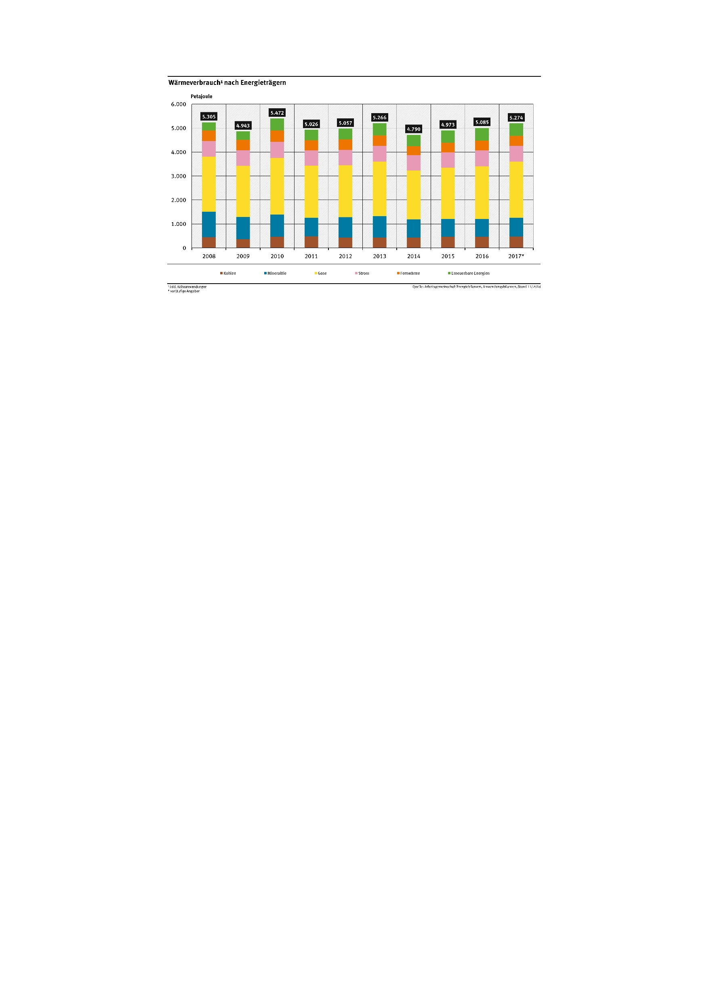 Wärmeverbrauch¹ nach Energieträgern
Petajoule
6.000
5.000
4.000
3.000
2.000
1.000
0
5.305
4.943
5.472
5.026
5.057
5.266
4.790
4.973
5.085
5.274
2008 2009 2010 2011 2012 2013 2014 2015 2016 2017*
Kohlen Mineralöle Gase Strom Fernwärme Erneuerbare Energien
¹ inkl. Kälteanwendungen
* vorläufige Angaben
Quelle: Arbeitsgemeinschaft Energiebilanzen, Anwendungsbilanzen, Stand 11/2018